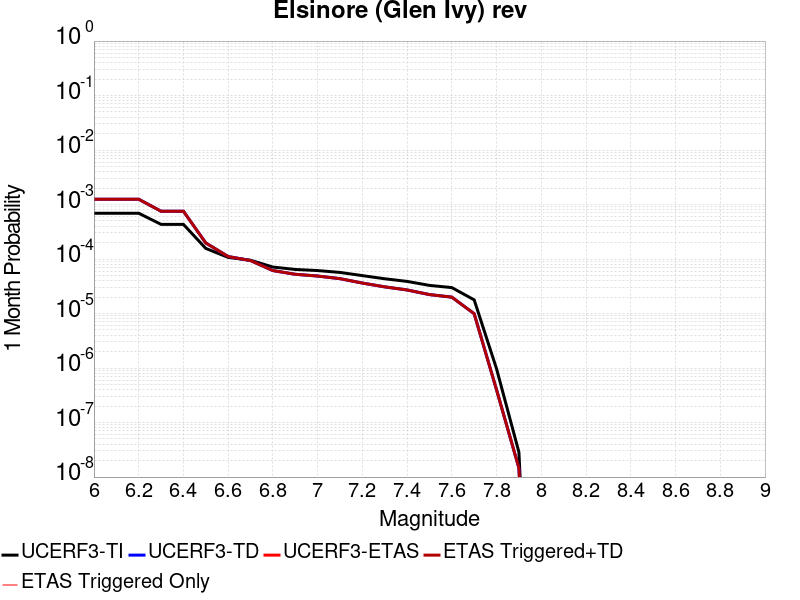 Elsinore (Glen Ivy) rev
10^0
10^-1
10^-2
10^-3
10^-4
10^-5
10^-6
10^-7
10^-8
1 Month Probability
6 6.2 6.4 6.6 6.8 7 7.2 7.4 7.6 7.8 8 8.2 8.4 8.6 8.8 9
Magnitude
UCERF3-TI UCERF3-TD UCERF3-ETAS ETAS Triggered+TD
ETAS Triggered Only